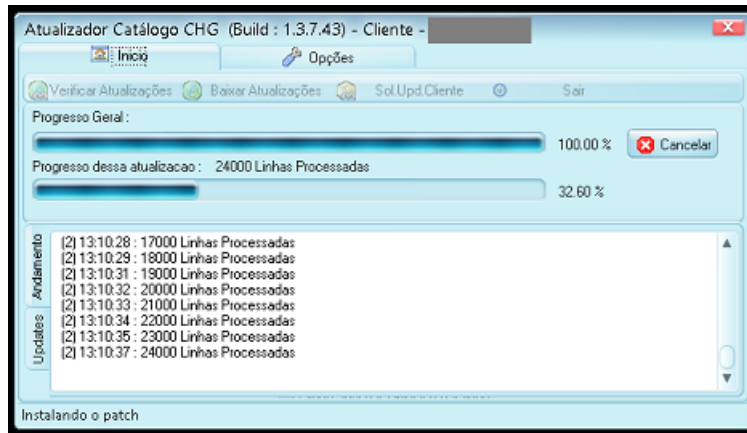 Atualizador Catálogo CHG (Build : 1.3.7.43) - Cliente -
Inicio
Opções
Verificar Atualizações Baixar Atualizações Sol.Upd.Cliente Sair
Progresso Geral :
100.00 % Cancelar
Progresso dessa atualizacao : 24000 Linhas Processadas
32.60 %
Andamento
Updates
(2) 13:10:28 : 17000 Linhas Processadas
(2) 13:10:29 : 18000 Linhas Processadas
(2) 13:10:31 : 19000 Linhas Processadas
(2) 13:10:32 : 20000 Linhas Processadas
(2) 13:10:33 : 21000 Linhas Processadas
(2) 13:10:34 : 22000 Linhas Processadas
(2) 13:10:35 : 23000 Linhas Processadas
(2) 13:10:37 : 24000 Linhas Processadas
Instalando o patch